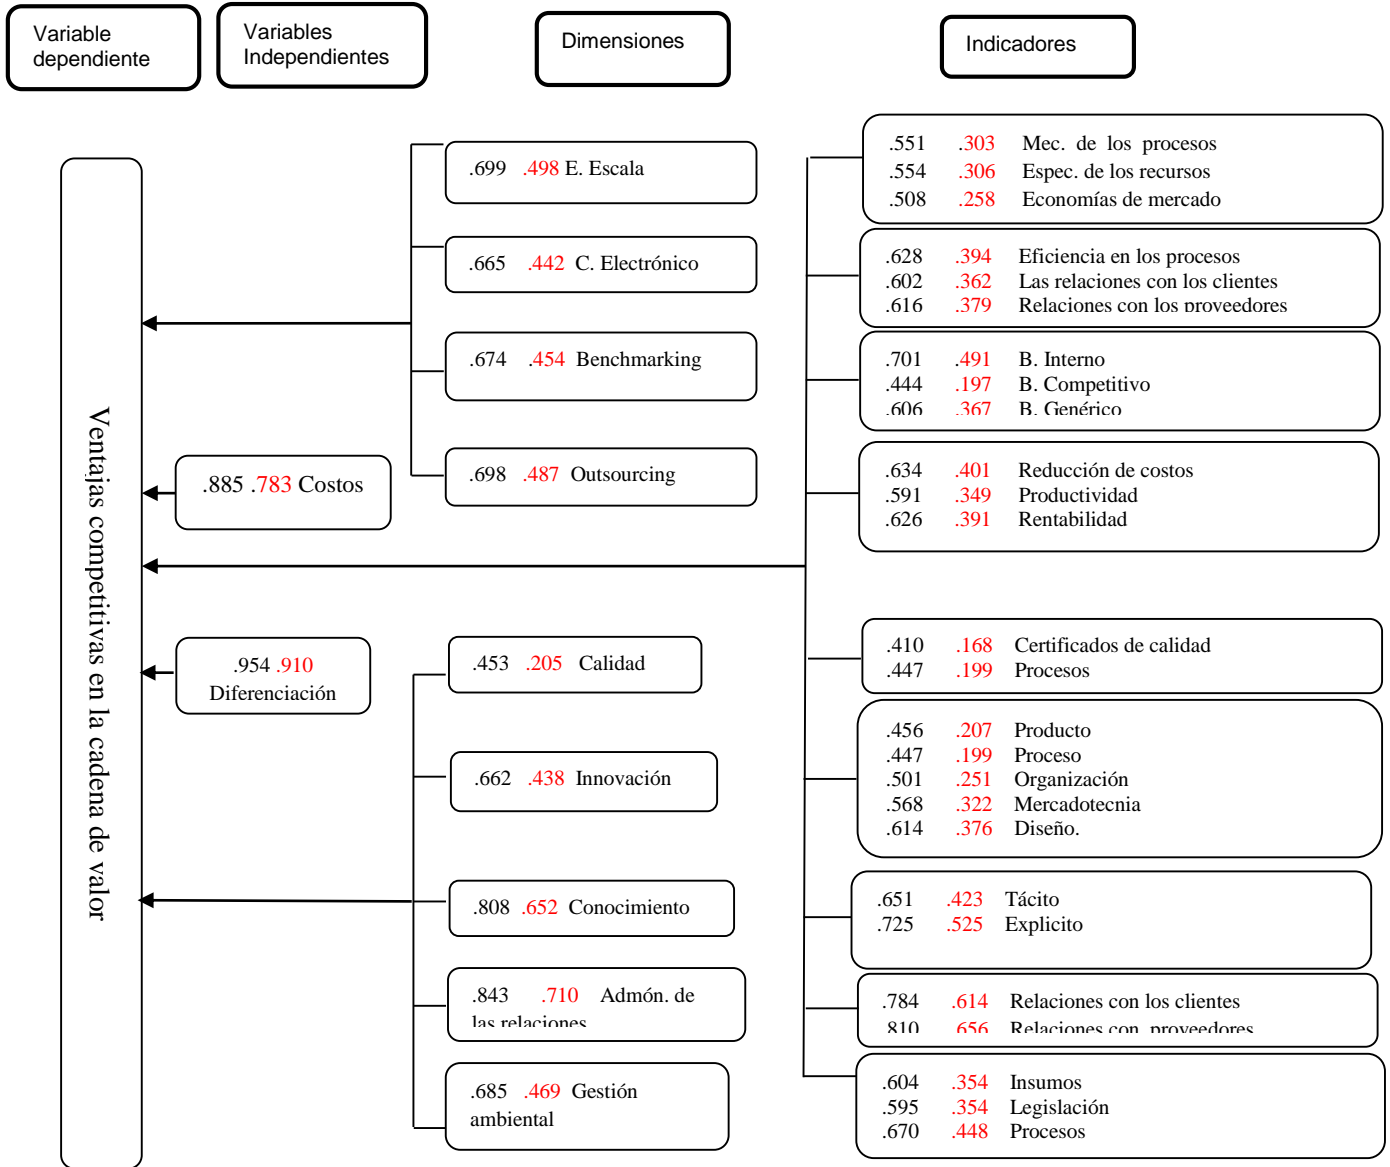 Variable
dependiente
Variables
Independientes
Dimensiones
Indicadores
Ventajas competitivas en la cadena de valor
.885 .783 Costos
.954 .910
Diferenciación
.699 .498 E. Escala
.665 .442 C. Electrónico
.674 .454 Benchmarking
.698 .487 Outsourcing
.453 .205 Calidad
.662 .438 Innovación
.808 .652 Conocimiento
.843 .710 Admón. de
las relaciones
.685 .469 Gestión
ambiental
.551 .303 Mec. de los procesos
.554 .306 Espec. de los recursos
.508 .258 Economías de mercado
.628 .394 Eficiencia en los procesos
.602 .362 Las relaciones con los clientes
.616 .379 Relaciones con los proveedores
.701 .491 B. Interno
.444 .197 B. Competitivo
.606 .367 B. Genérico
.634 .401 Reducción de costos
.591 .349 Productividad
.626 .391 Rentabilidad
.410 .168 Certificados de calidad
.447 .199 Procesos
.456 .207 Producto
.447 .199 Proceso
.501 .251 Organización
.568 .322 Mercadotecnia
.614 .376 Diseño.
.651 .423 Tácito
.725 .525 Explicito
.784 .614 Relaciones con los clientes
.810 .656 Relaciones con proveedores
.604 .354 Insumos
.595 .354 Legislación
.670 .448 Procesos